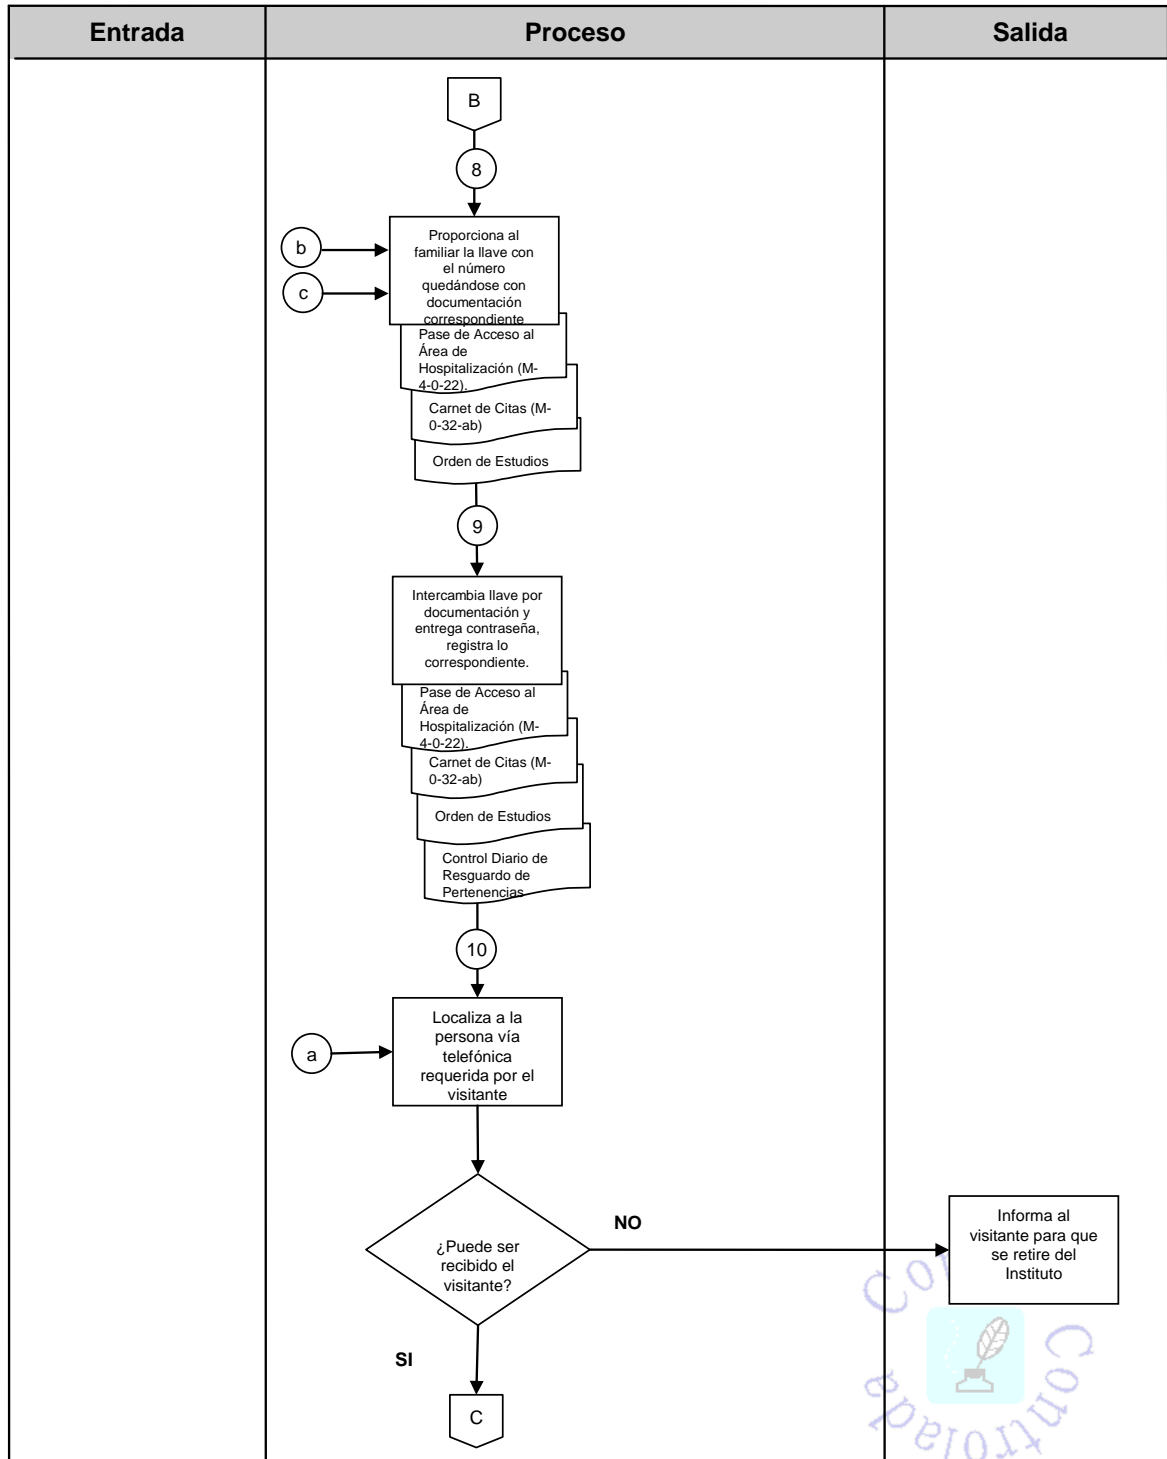 Entrada
Proceso
Salida
B
8
b
c
Proporciona al
familiar la llave con
el número
quedándose con
documentación
correspondiente
Pase de Acceso al
Área de
Hospitalización (M-
4-0-22).
Carnet de Citas (M-
0-32-ab)
Orden de Estudios
9
Intercambia llave por
documentación y
entrega contraseña,
registra lo
correspondiente.
Pase de Acceso al
Área de
Hospitalización (M-
4-0-22).
Carnet de Citas (M-
0-32-ab)
Orden de Estudios
Control Diario de
Resguardo de
Pertenencias
10
a
Localiza a la
persona vía
telefónica
requerida por el
visitante
¿Puede ser
recibido el
visitante?
NO
Informa al
visitante para que
se retire del
Instituto
SI
C